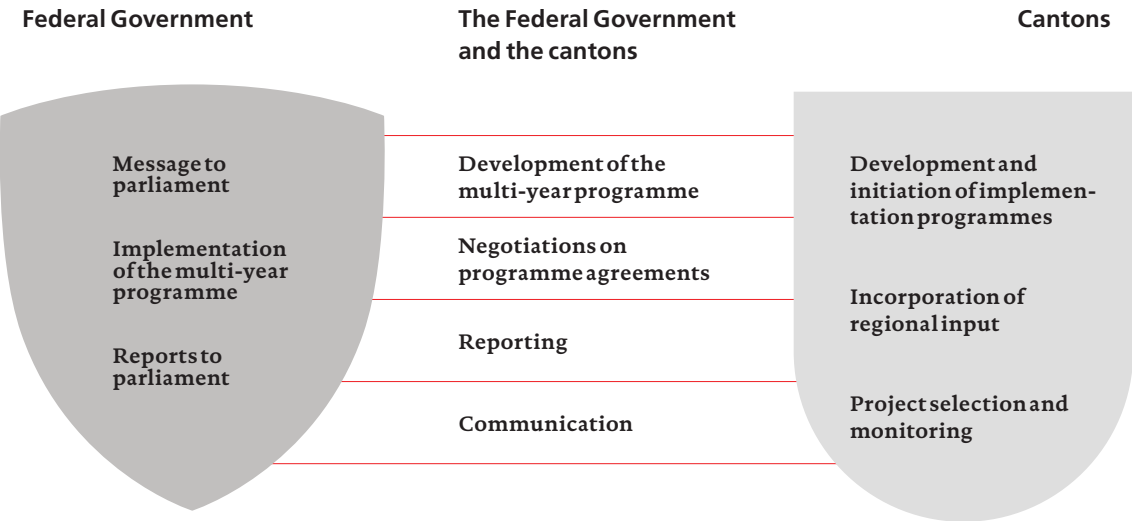 Federal Government
The Federal Government
and the cantons
Cantons
Message to
parliament
Implementation
of the multi-year
programme
Reports to
parliament
Development of the
multi-year programme
Negotiations on
programme agreements
Reporting
Communication
Development and
initiation of implemen-
tation programmes
Incorporation of
regional input
Project selection and
monitoring